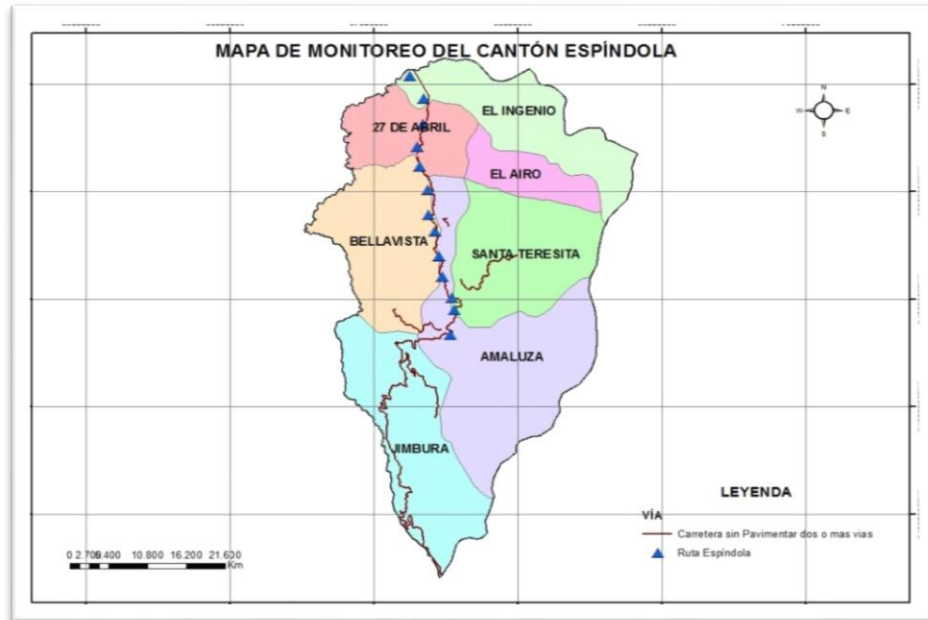 MAPA DE MONITOREO DEL CANTÓN ESPÍNDOLA
EL INGENIO
N
W E
S
27 DE ABRIL
EL AIRO
BELLAVISTA
SANTA TERESITA
AMALUZA
JIMBURA
LEYENDA
VÍA
Carretera sin Pavimentar dos o mas vias
Ruta Espíndola
10.800 16.200 21.600
Km